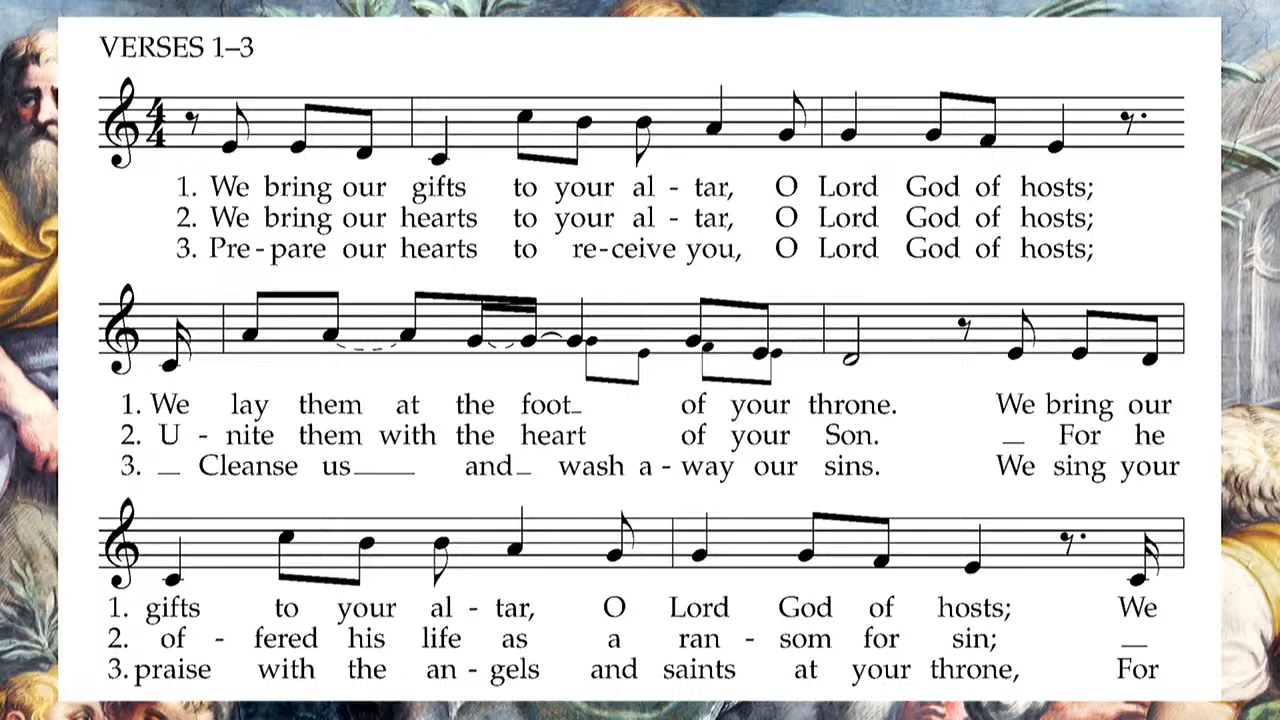 VERSES 1–3
4
4
1. We bring our gifts to your al - tar, O Lord God of hosts;
2. We bring our hearts to your al - tar, O Lord God of hosts;
3. Pre - pare our hearts to re - ceive you, O Lord God of hosts;
1. We lay them at the foot_ of your throne. We bring our
2. U - nite them with the heart of your Son. _ For he
3. _ Cleanse us____ and_ wash a - way our sins. We sing your
1. gifts to your al - tar, O Lord God of hosts; We
2. of - fered his life as a ran - som for sin; _
3. praise with the an - gels and saints at your throne, For